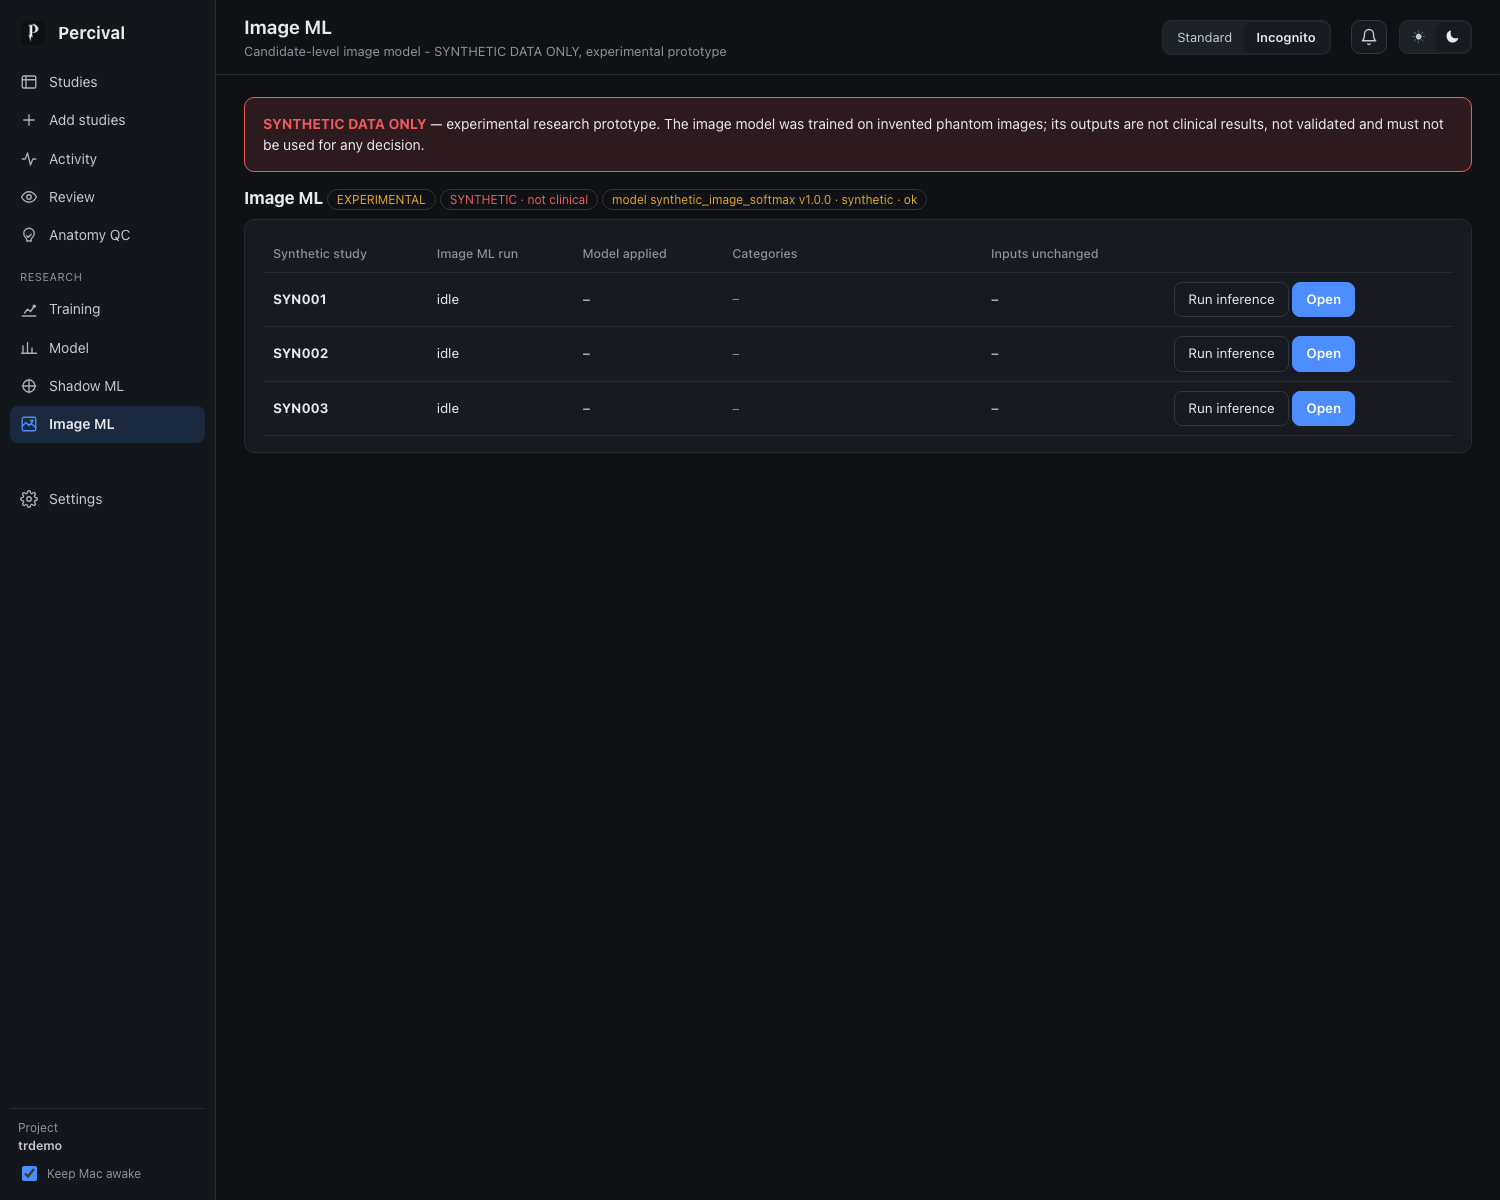 Percival
Studies
Add studies
Activity
Review
Anatomy QC
RESEARCH
Training
Model
Shadow ML
Image ML
Settings
Project
trdemo
Keep Mac awake
Image ML
Candidate-level image model - SYNTHETIC DATA ONLY, experimental prototype
Standard Incognito
SYNTHETIC DATA ONLY — experimental research prototype. The image model was trained on invented phantom images; its outputs are not clinical results, not validated and must not
be used for any decision.
Image ML EXPERIMENTAL SYNTHETIC · not clinical model synthetic_image_softmax v1.0.0 · synthetic · ok
Synthetic study Image ML run Model applied Categories Inputs unchanged
SYN001 idle – – – Run inference Open
SYN002 idle – – – Run inference Open
SYN003 idle – – – Run inference Open